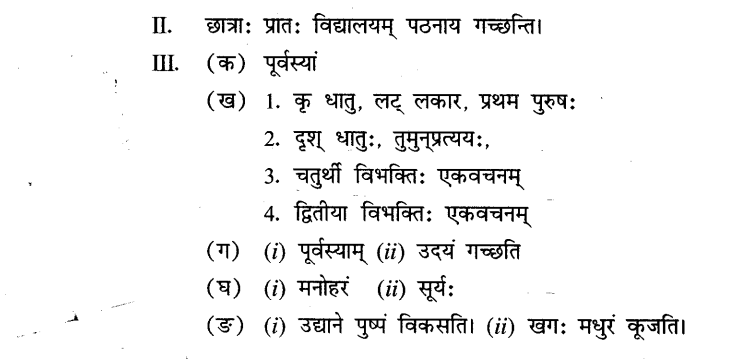 II. छात्राः प्रातः विद्यालयम् पठनाय गच्छन्ति।
III. (क) पूर्वस्यां
(ख) 1. कृ धातु, लट् लकार, प्रथम पुरुषः
2. दृश् धातुः, तुमुन्प्रत्ययः,
3. चतुर्थी विभक्तिः एकवचनम्
4. द्वितीया विभक्तिः एकवचनम्
(ग) (i) पूर्वस्याम् (ii) उदयं गच्छति
(घ) (i) मनोहरं (ii) सूर्यः
(ङ) (i) उद्याने पुष्पं विकसति। (ii) खगः मधुरं कूजति।